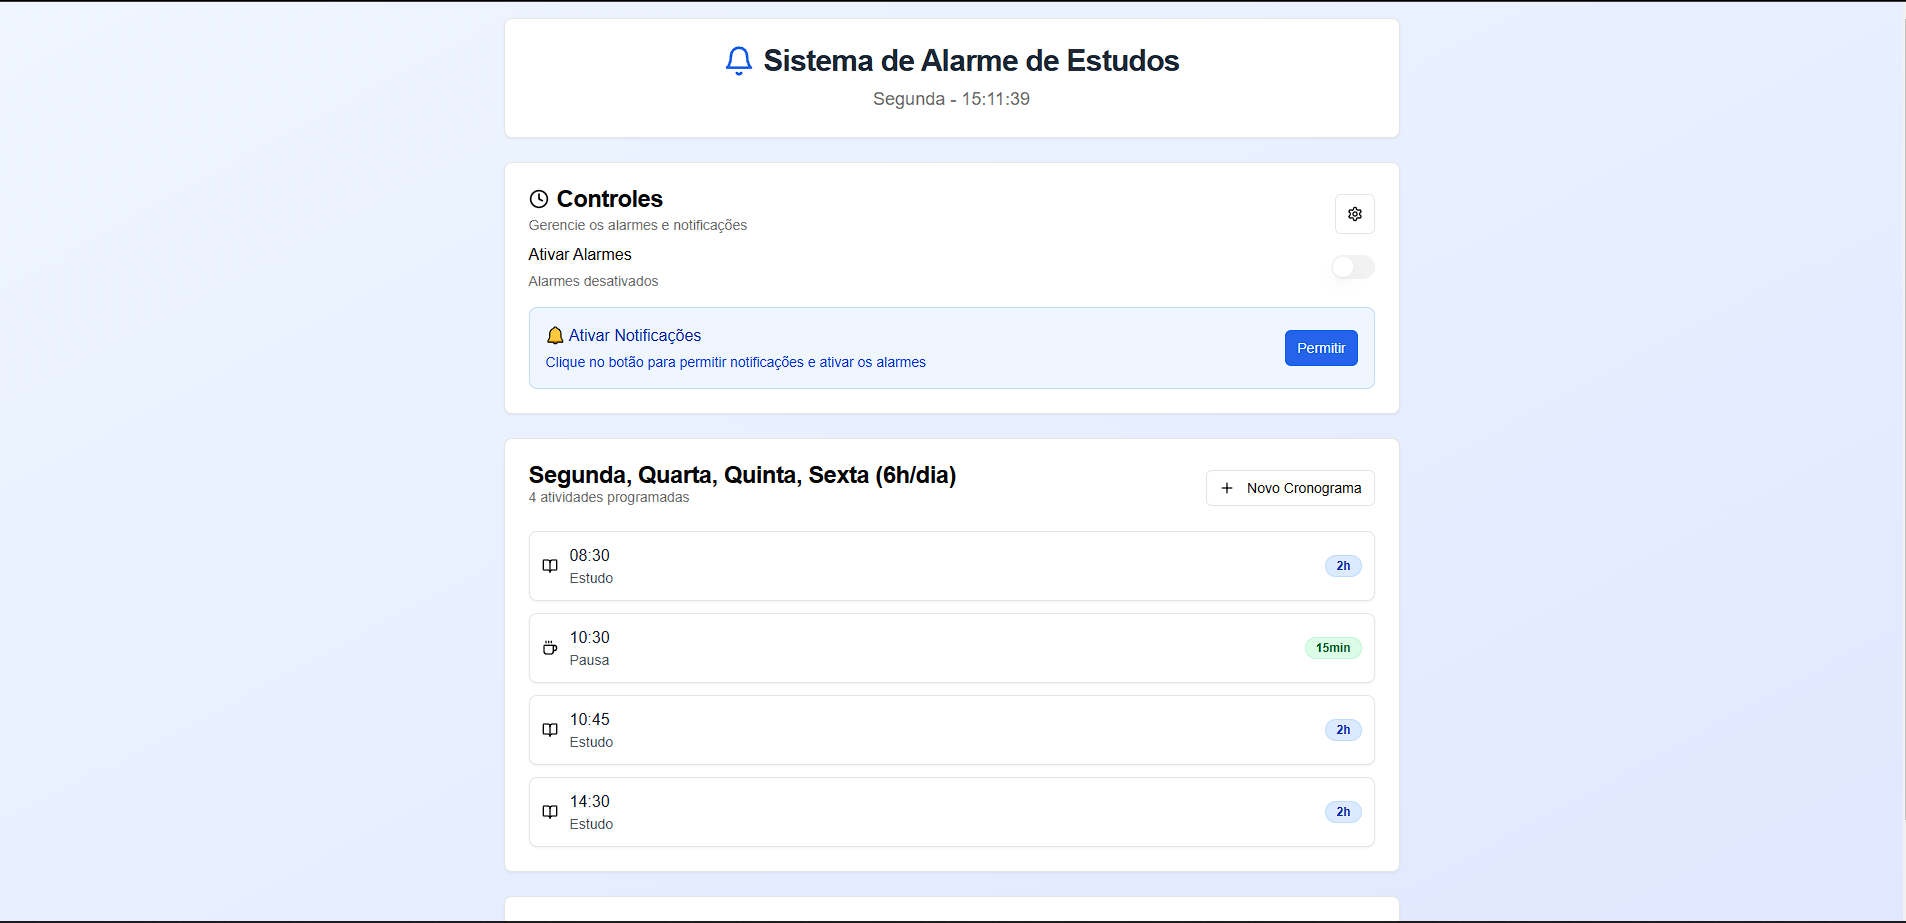 Sistema de Alarme de Estudos
Segunda - 15:11:39
Controles
Gerencie os alarmes e notificações
Ativar Alarmes
Alarmes desativados
🔔 Ativar Notificações
Clique no botão para permitir notificações e ativar os alarmes
Permitir
Segunda, Quarta, Quinta, Sexta (6h/dia)
4 atividades programadas
+ Novo Cronograma
08:30
Estudo
2h
10:30
Pausa
15min
10:45
Estudo
2h
14:30
Estudo
2h